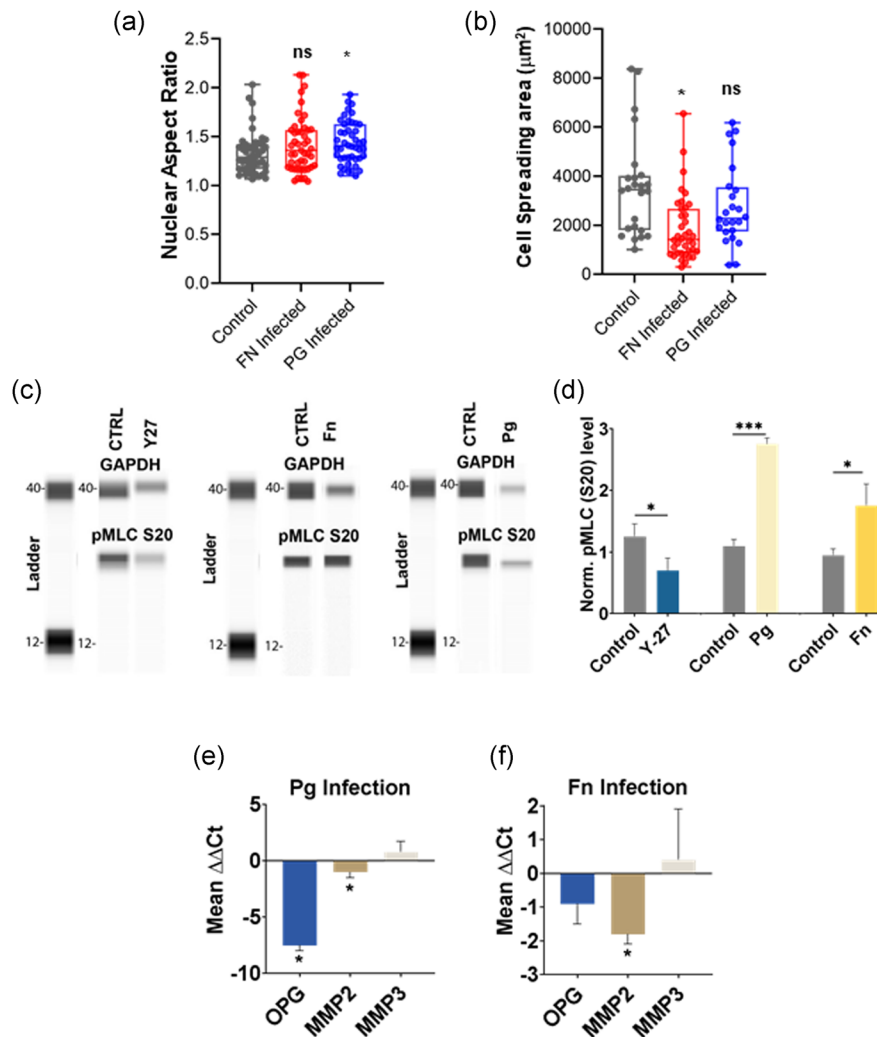 (a)
Nuclear Aspect Ratio
2.5
2.0
1.5
1.0
0.5
0.0
ns
*
Control
FN Infected
PG Infected
(b)
Cell Spreading area (μm²)
10000
8000
6000
4000
2000
0
*
ns
Control
FN Infected
PG Infected
(c)
CTRL
Y27
GAPDH
40-
40-
pMLC S20
Ladder
12-
12-
CTRL
Fn
GAPDH
40-
pMLC S20
Ladder
12-
CTRL
Pg
GAPDH
40-
pMLC S20
Ladder
12-
(d)
Norm. pMLC (S20) level
3
2
1
0
*
***
*
Control
Y-27
Control
Pg
Control
Fn
(e)
Pg Infection
Mean ΔΔCt
5
0
-5
-10
*
*
OPG
MMP2
MMP3
(f)
Fn Infection
Mean ΔΔCt
2
1
0
-1
-2
-3
*
OPG
MMP2
MMP3